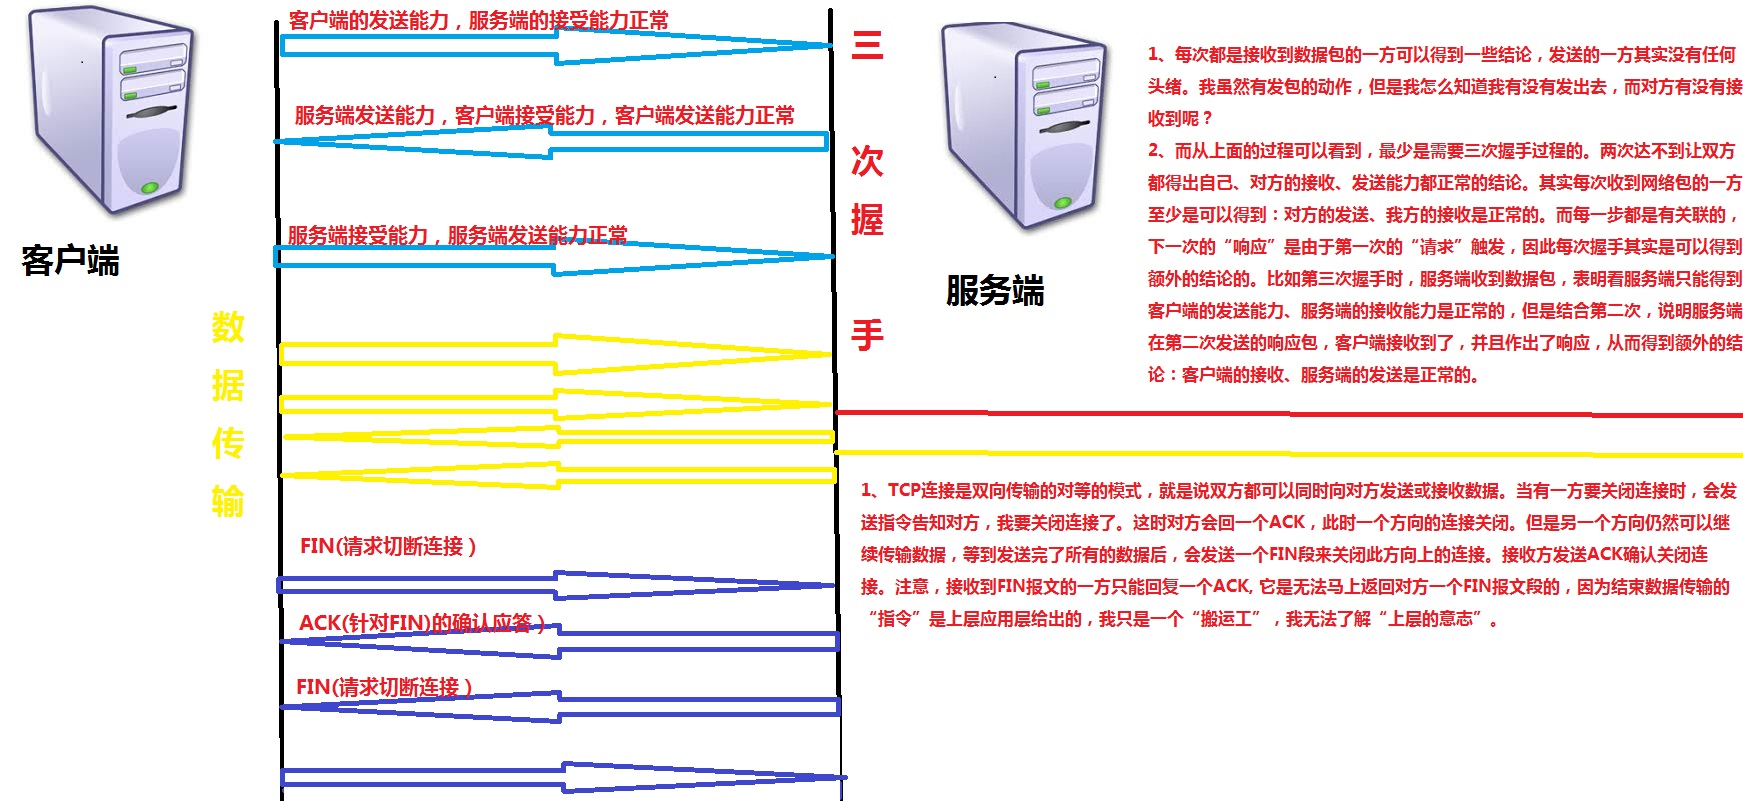 客户端的发送能力，服务端的接受能力正常
服务端发送能力，客户端接受能力，客户端发送能力正常
服务端接受能力，服务端发送能力正常
客户端
三
次
握
手
服务端
1、每次都是接收到数据包的一方可以得到一些结论，发送的一方其实没有任何
头绪。我虽然有发包的动作，但是我怎么知道我有没有发出去，而对方有没有接
收到呢？
2、而从上面的过程可以看到，最少是需要三次握手过程的。两次达不到让双方
都得出自己、对方的接收、发送能力都正常的结论。其实每次收到网络包的一方
至少是可以得到：对方的发送、我方的接收是正常的。而每一步都是有关联的，
下一次的“响应”是由于第一次的“请求”触发，因此每次握手其实是可以得到
额外的结论的。比如第三次握手时，服务端收到数据包，表明看服务端只能得到
客户端的发送能力、服务端的接收能力是正常的，但是结合第二次，说明服务端
在第二次发送的响应包，客户端接收到了，并且作出了响应，从而得到额外的结
论：客户端的接收、服务端的发送是正常的。
数
据
传
输
FIN(请求切断连接）
ACK(针对FIN)的确认应答）
FIN(请求切断连接）
1、TCP连接是双向传输的对等的模式，就是说双方都可以同时向对方发送或接收数据。当有一方要关闭连接时，会发
送指令告知对方，我要关闭连接了。这时对方会回一个ACK，此时一个方向的连接关闭。但是另一个方向仍然可以继
续传输数据，等到发送完了所有的数据后，会发送一个FIN段来关闭此方向上的连接。接收方发送ACK确认关闭连
接。注意，接收到FIN报文的一方只能回复一个ACK, 它是无法马上返回对方一个FIN报文段的，因为结束数据传输的
“指令”是上层应用层给出的，我只是一个“搬运工”，我无法了解“上层的意志”。